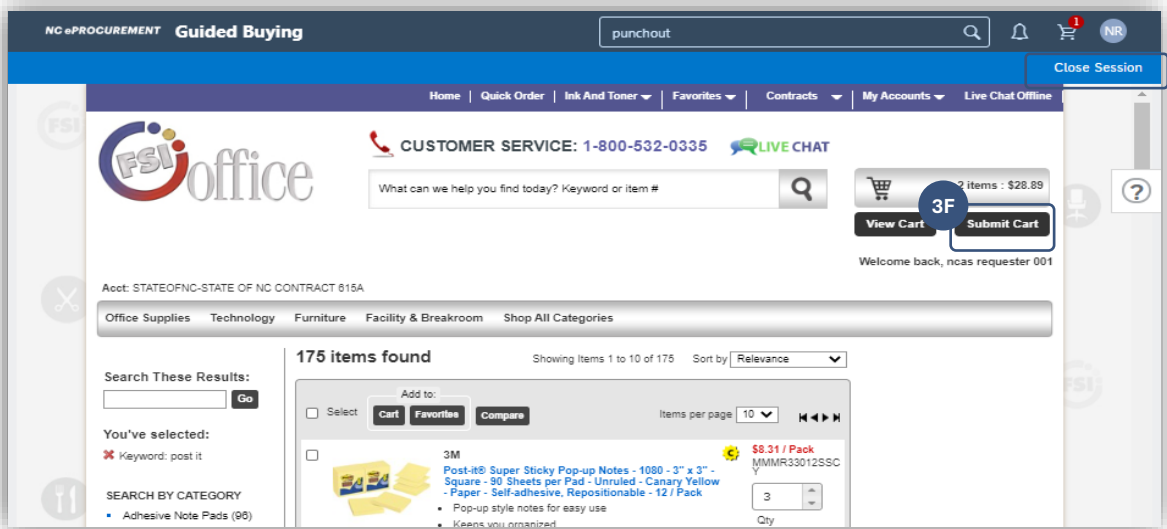 NC ePROCUREMENT Guided Buying
punchout
1
NR
Close Session
Home | Quick Order | Ink And Toner | Favorites | Contracts | My Accounts | Live Chat Offline
FSI office
CUSTOMER SERVICE: 1-800-532-0335 LIVE CHAT
What can we help you find today? Keyword or item #
2 items : $28.89
3F
View Cart Submit Cart
Welcome back, ncas requester 001
?
Acct: STATEOFNC-STATE OF NC CONTRACT 615A
Office Supplies Technology Furniture Facility & Breakroom Shop All Categories
175 items found Showing Items 1 to 10 of 175 Sort by Relevance
Search These Results:
Go
You've selected:
Keyword: post it
SEARCH BY CATEGORY
Adhesive Note Pads (96)
Add to:
Select Cart Favorites Compare Items per page 10
3M
Post-it® Super Sticky Pop-up Notes - 1080 - 3" x 3" -
Square - 90 Sheets per Pad - Unruled - Canary Yellow
- Paper - Self-adhesive, Repositionable - 12 / Pack
• Pop-up style notes for easy use
• Keeps you organized
$8.31 / Pack
MMMR33012SSC
Y
3
Qty
FSI
FSI